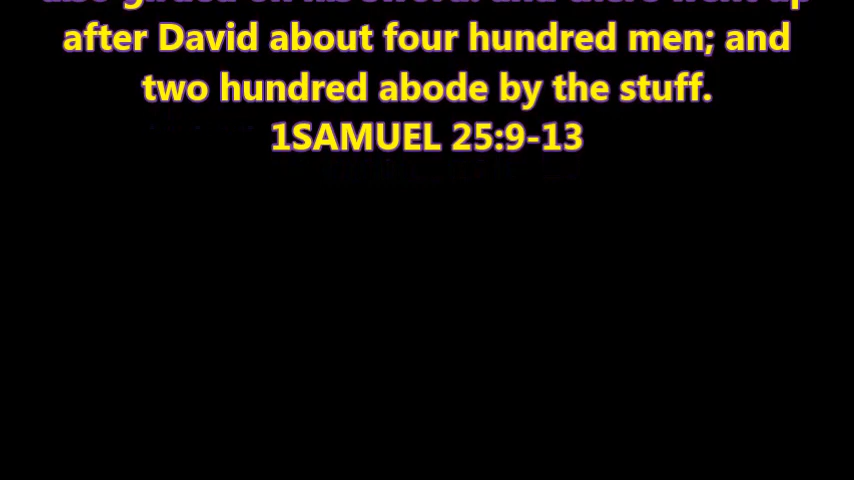 also girded on his sword: and there went up
after David about four hundred men; and
two hundred abode by the stuff.
1SAMUEL 25:9-13